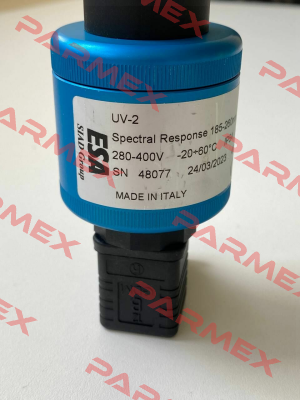 PARMEX
PARMEX
ESA
SIAD Group
UV-2
Spectral Response 185-260
280-400V -20÷60°C
SN 48077 24/03/2023
MADE IN ITALY
PARMEX
PARMEX
PARMEX